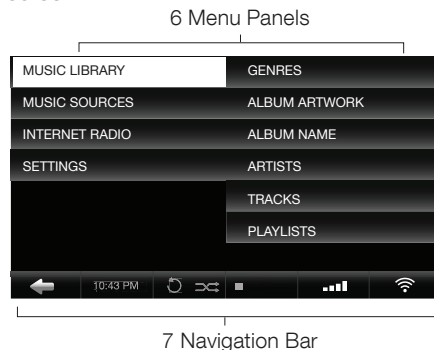 6 Menu Panels
MUSIC LIBRARY
MUSIC SOURCES
INTERNET RADIO
SETTINGS
GENRES
ALBUM ARTWORK
ALBUM NAME
ARTISTS
TRACKS
PLAYLISTS
10:43 PM
7 Navigation Bar